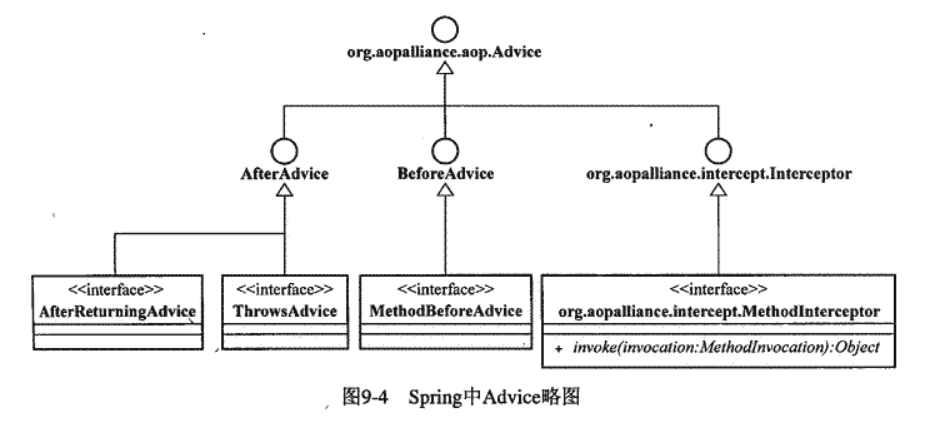 org.aopalliance.aop.Advice
AfterAdvice
BeforeAdvice
org.aopalliance.intercept.Interceptor
<<interface>>
AfterReturningAdvice
<<interface>>
ThrowsAdvice
<<interface>>
MethodBeforeAdvice
<<interface>>
org.aopalliance.intercept.MethodInterceptor
+ invoke(invocation:MethodInvocation):Object
图9-4 Spring中Advice略图